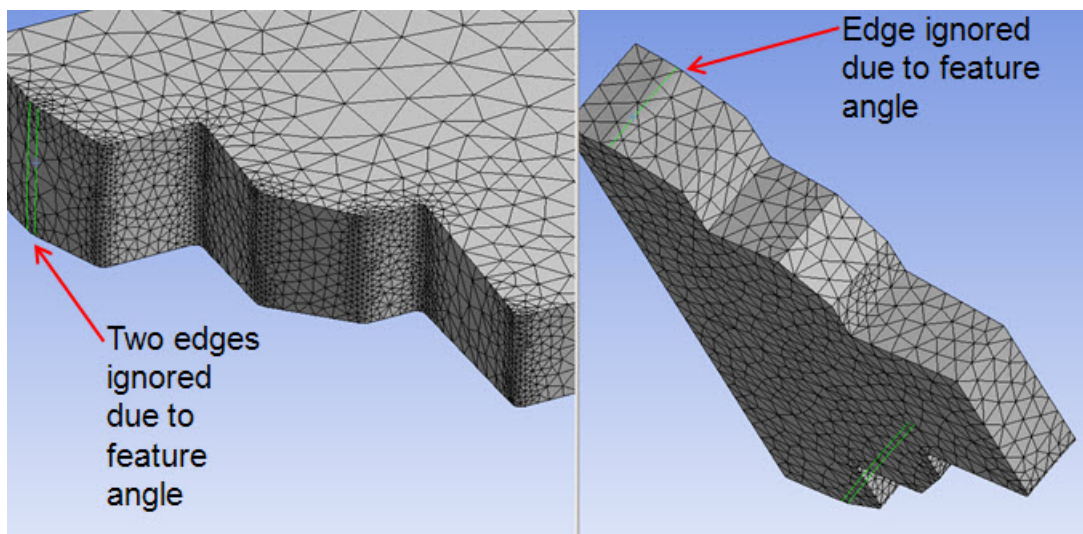 Two edges
ignored
due to
feature
angle
Edge ignored
due to feature
angle